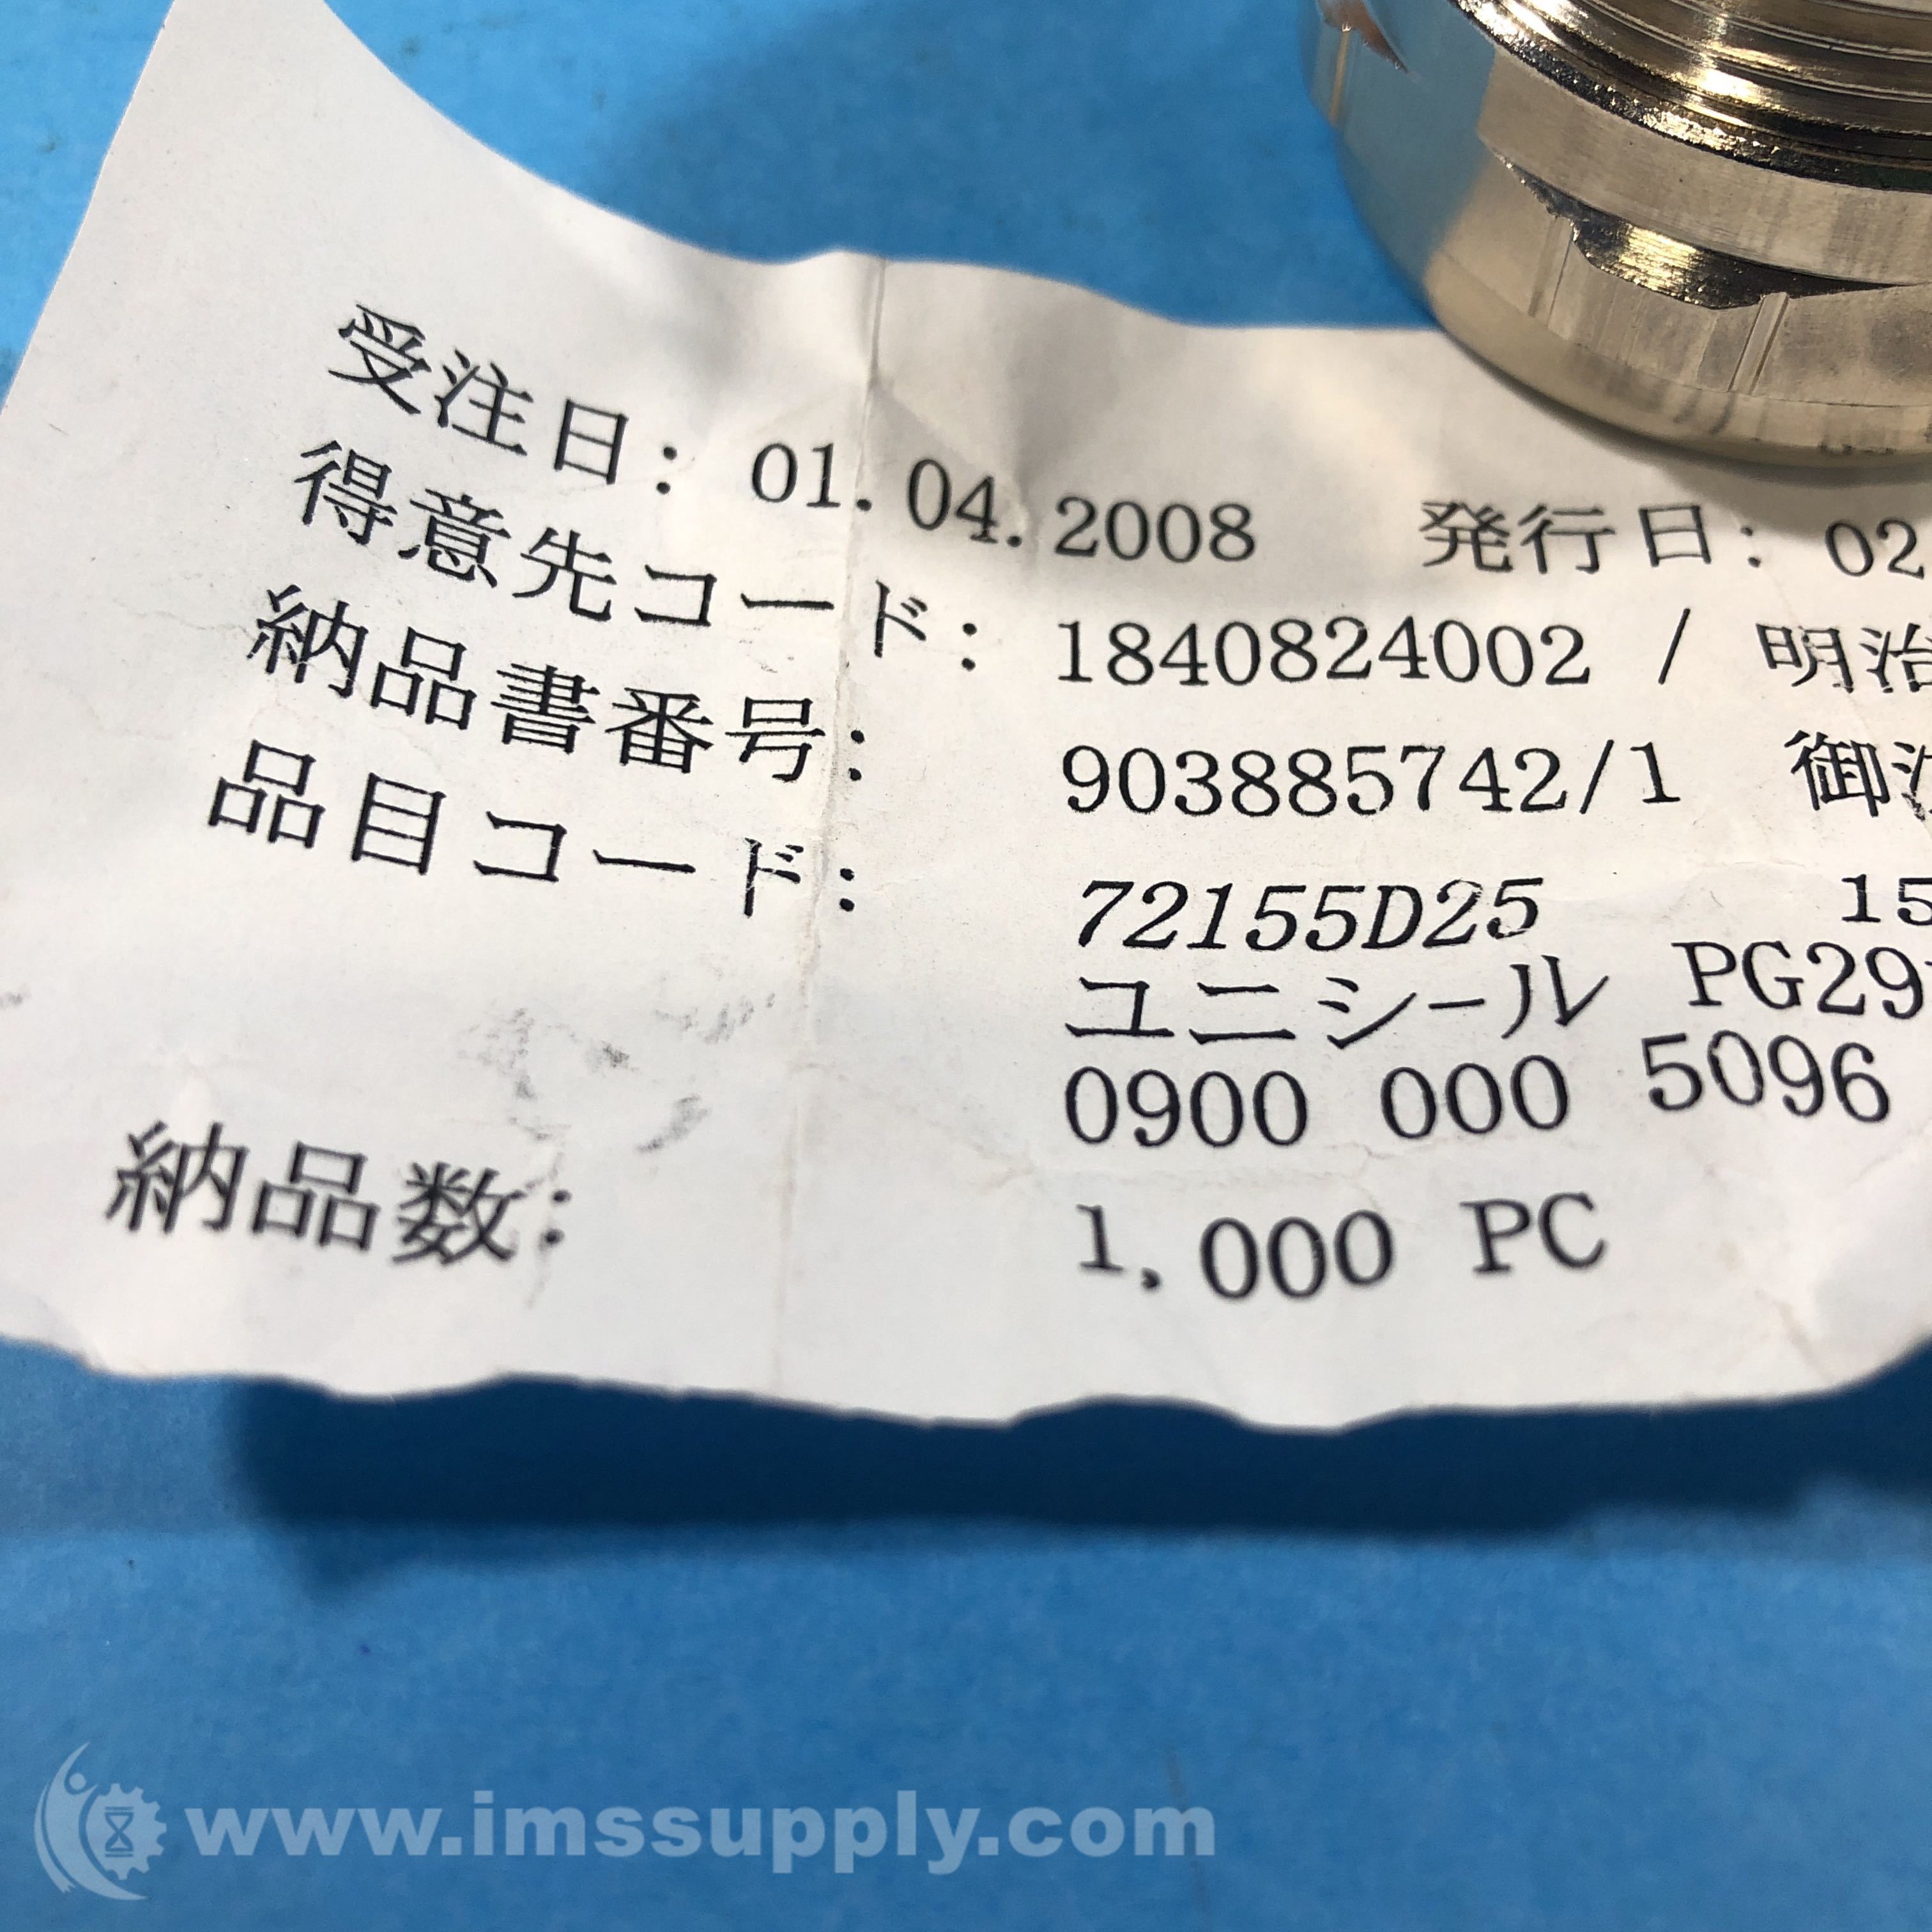 受注日: 01.04.2008 発行日: 02
得意先コード: 1840824002 / 明治
納品書番号: 903885742/1 御
品目コード: 72155D25 15
ユニシール PG29
0900 000 5096
納品数: 1,000 PC
www.imssupply.com